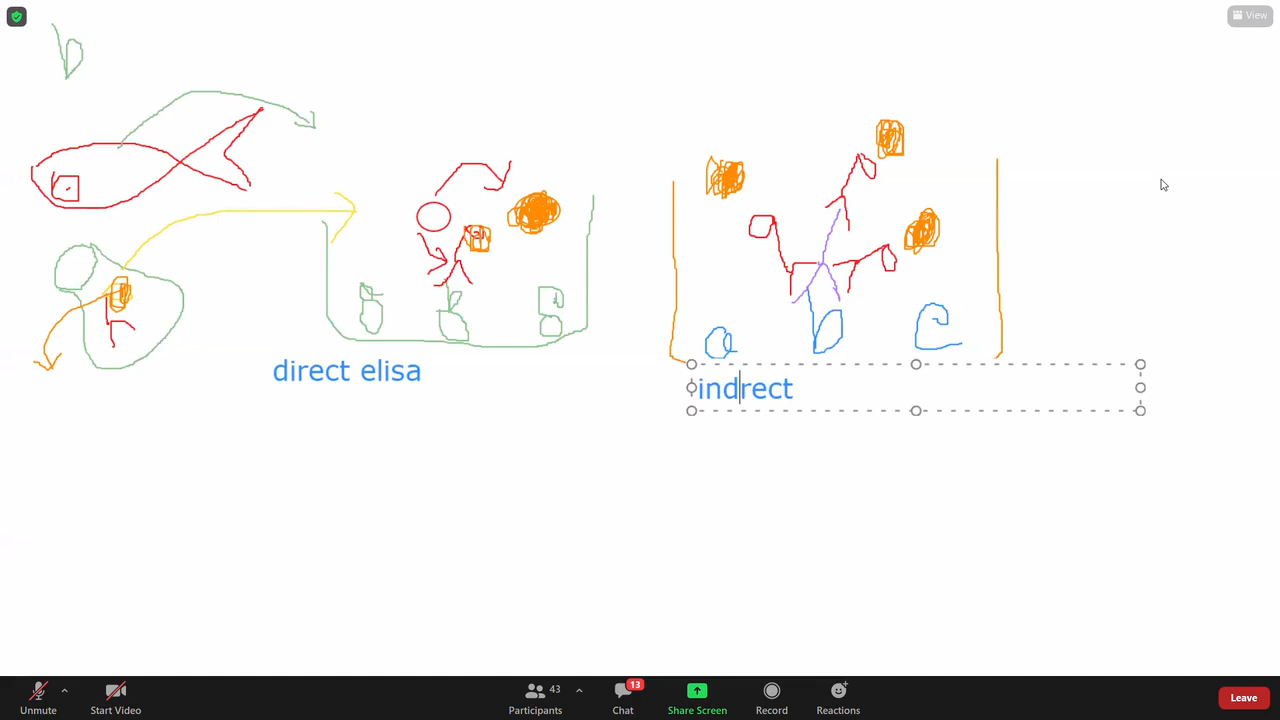 View
b
a b c
direct elisa
a b c
indrect
Unmute
Start Video
Participants 43
Chat 13
Share Screen
Record
Reactions
Leave